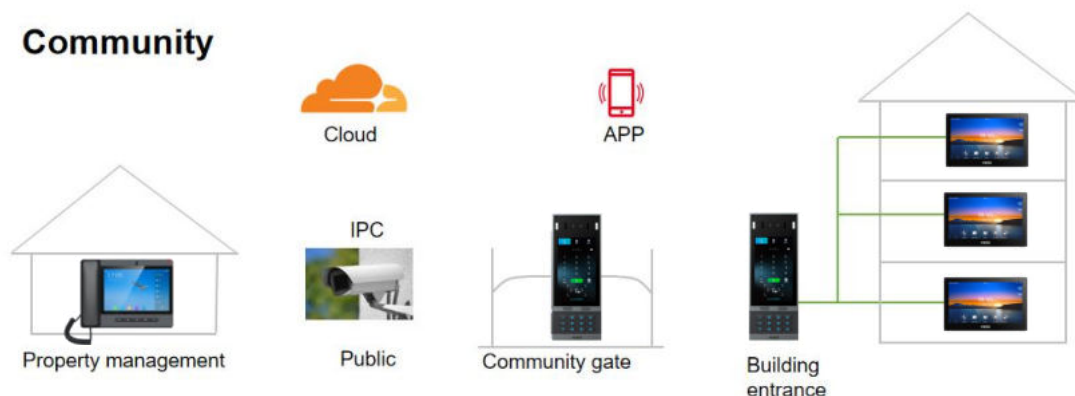 Community
Cloud
APP
IPC
Property management
Public
Community gate
Building
entrance